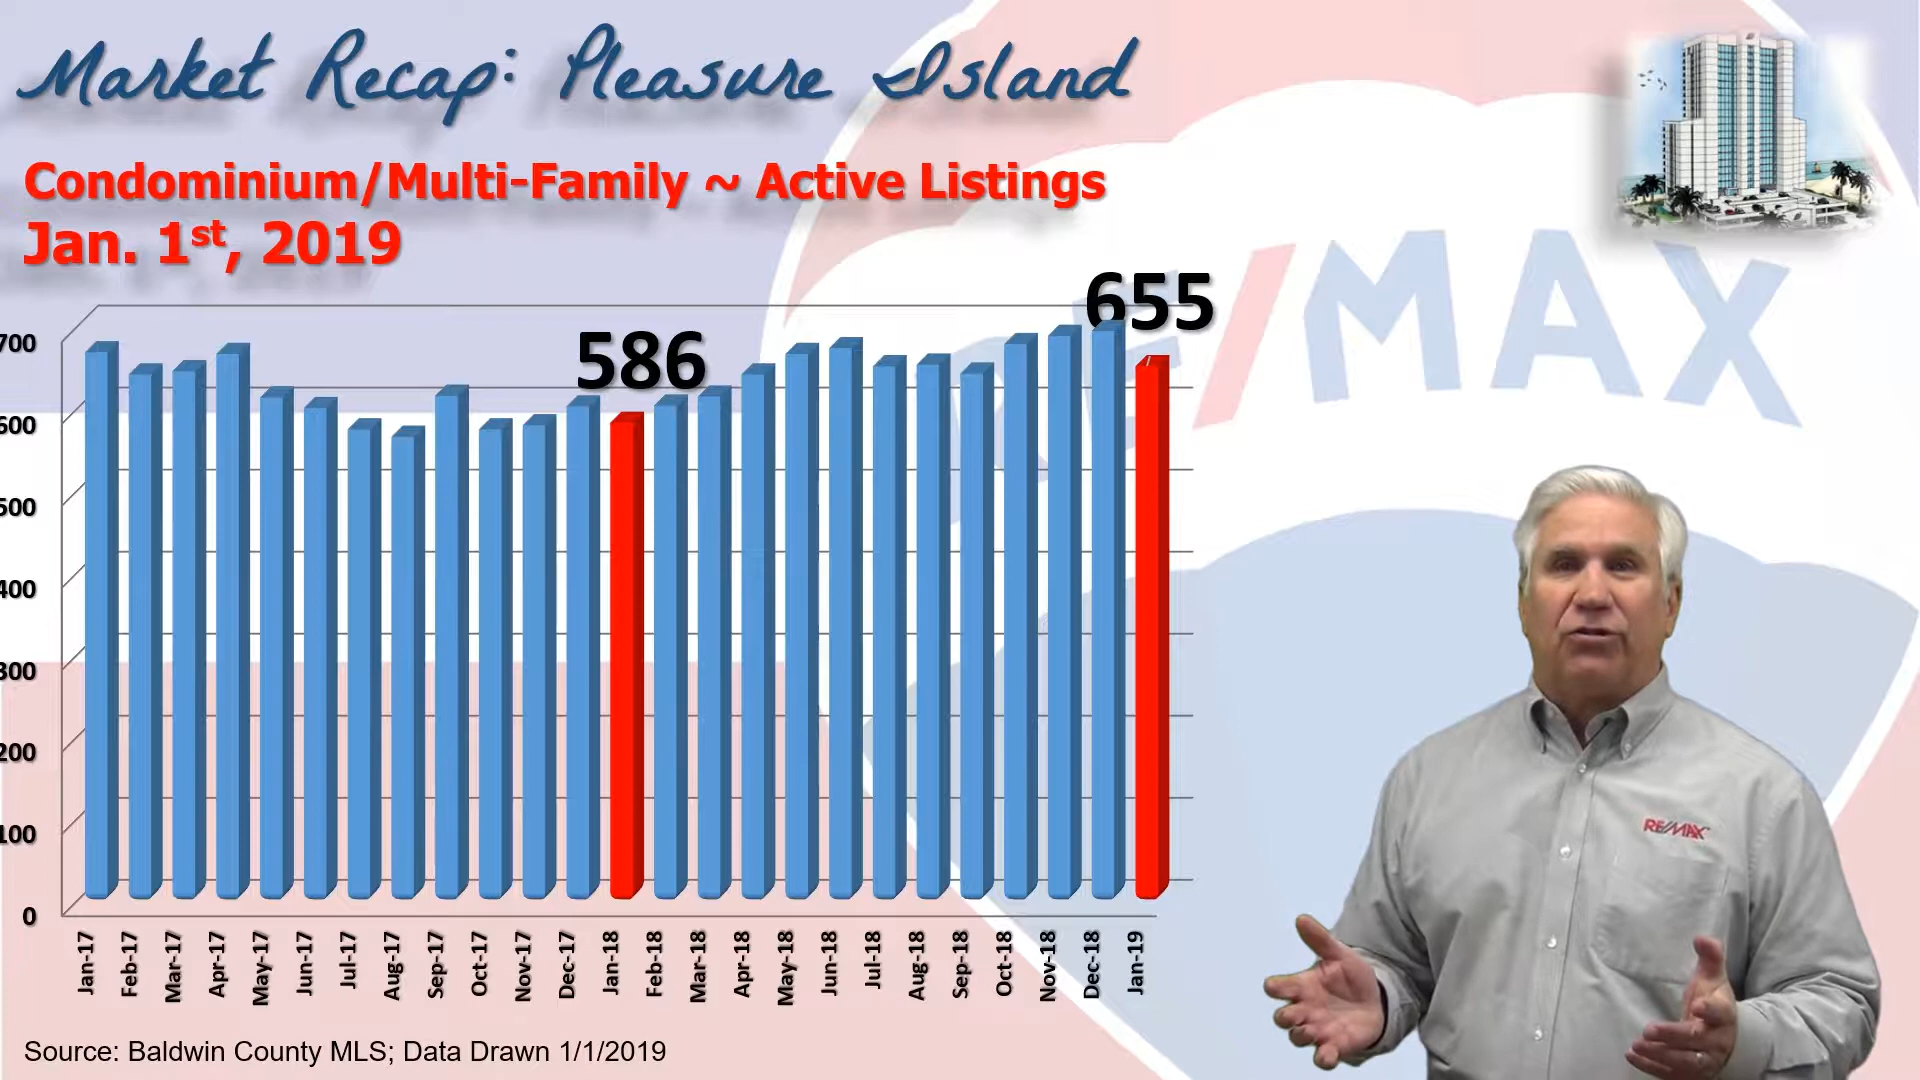 Market Recap: Pleasure Island
Condominium/Multi-Family ~ Active Listings
Jan. 1st, 2019
586
655
700
600
500
400
300
200
100
0
Jan-17
Feb-17
Mar-17
Apr-17
May-17
Jun-17
Jul-17
Aug-17
Sep-17
Oct-17
Nov-17
Dec-17
Jan-18
Feb-18
Mar-18
Apr-18
May-18
Jun-18
Jul-18
Aug-18
Sep-18
Oct-18
Nov-18
Dec-18
Jan-19
RE/MAX
RE/MAX
Source: Baldwin County MLS; Data Drawn 1/1/2019